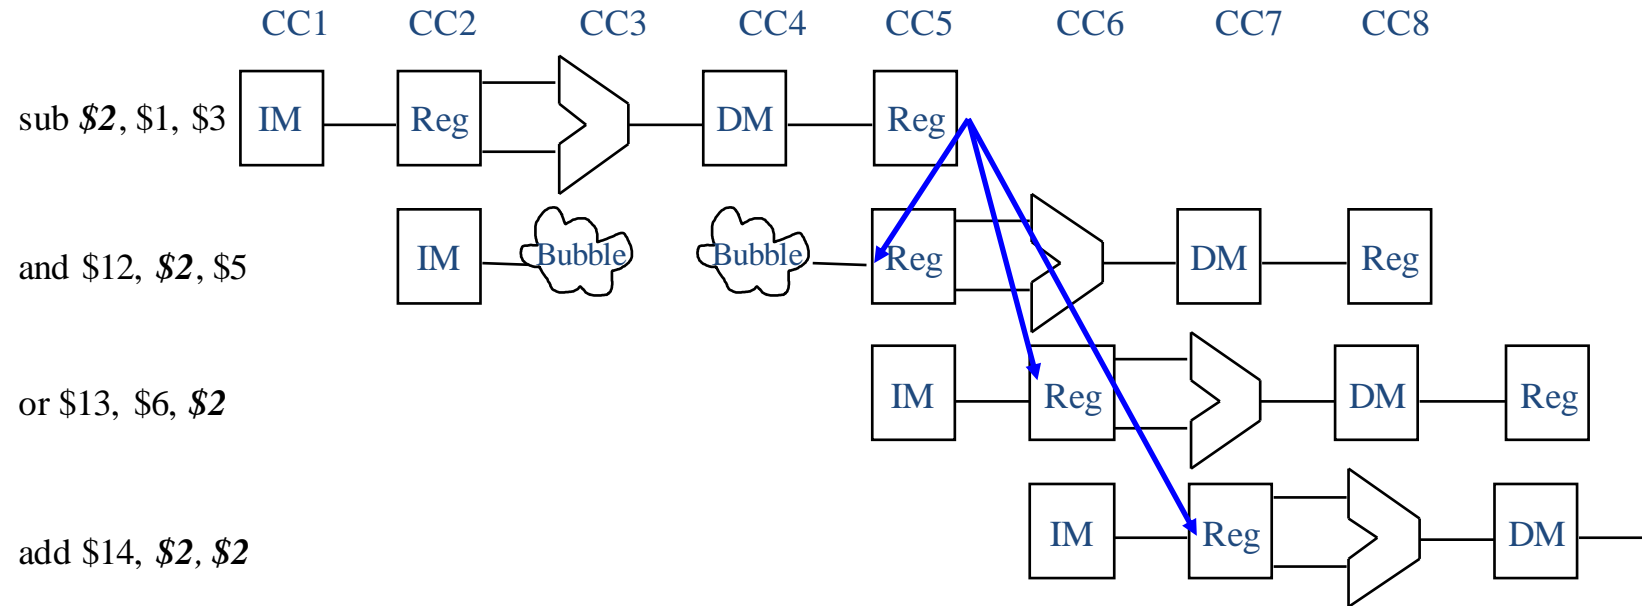 CC1 CC2 CC3 CC4 CC5 CC6 CC7 CC8
sub $2, $1, $3 IM Reg DM Reg
and $12, $2, $5 IM Bubble Bubble Reg DM Reg
or $13, $6, $2 IM Reg DM Reg
add $14, $2, $2 IM Reg DM